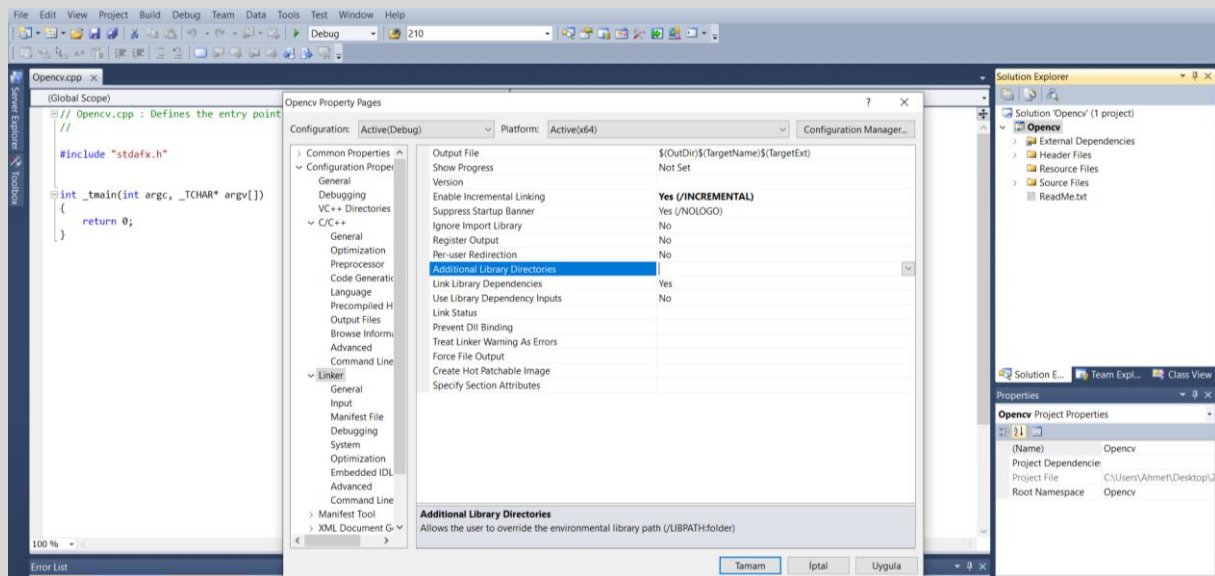 File Edit View Project Build Debug Team Data Tools Test Window Help
Debug 210
Opencv.cpp
(Global Scope)
// Opencv.cpp : Defines the entry point
//
#include "stdafx.h"
int _tmain(int argc, _TCHAR* argv[])
{
return 0;
}
100 %
Error List
Server Explorer
Toolbox
Opencv Property Pages
Configuration: Active(Debug) Platform: Active(x64) Configuration Manager...
Common Properties
Configuration Proper
General
Debugging
VC++ Directories
C/C++
General
Optimization
Preprocessor
Code Generatio
Language
Precompiled H
Output Files
Browse Informa
Advanced
Command Line
Linker
General
Input
Manifest File
Debugging
System
Optimization
Embedded IDL
Advanced
Command Line
Manifest Tool
XML Document G
Output File $(OutDir)$(TargetName)$(TargetExt)
Show Progress Not Set
Version
Enable Incremental Linking Yes (/INCREMENTAL)
Suppress Startup Banner Yes (/NOLOGO)
Ignore Import Library No
Register Output No
Per-user Redirection No
Additional Library Directories
Link Library Dependencies Yes
Use Library Dependency Inputs No
Link Status
Prevent Dll Binding
Treat Linker Warning As Errors
Force File Output
Create Hot Patchable Image
Specify Section Attributes
Additional Library Directories
Allows the user to override the environmental library path (/LIBPATH:folder)
Tamam İptal Uygula
Solution Explorer
Solution 'Opencv' (1 project)
Opencv
External Dependencies
Header Files
Resource Files
Source Files
ReadMe.txt
Solution E... Team Expl... Class View
Properties
Opencv Project Properties
(Name) Opencv
Project Dependencie
Project File C:\Users\Ahmet\Desktop\2
Root Namespace Opencv